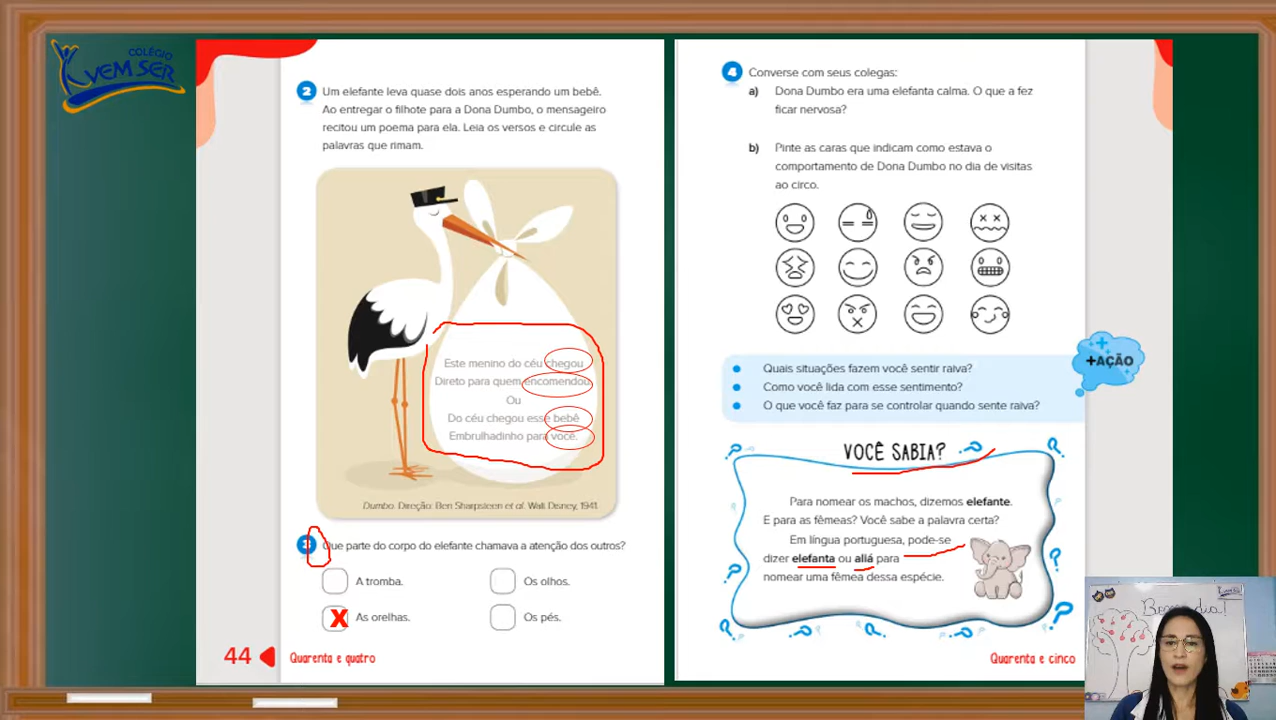 COLÉGIO
VEM SER
2 Um elefante leva quase dois anos esperando um bebê.
Ao entregar o filhote para a Dona Dumbo, o mensageiro
recitou um poema para ela. Leia os versos e circule as
palavras que rimam.
Este menino do céu chegou
Direto para quem encomendou
Ou
Do céu chegou esse bebê
Embrulhadinho para você.
Dumbo. Direção: Ben Sharpsteen et al. Walt Disney, 1941.
3 Que parte do corpo do elefante chamava a atenção dos outros?
A tromba.
Os olhos.
X As orelhas.
Os pés.
44 Quarenta e quatro
4 Converse com seus colegas:
a) Dona Dumbo era uma elefanta calma. O que a fez
ficar nervosa?
b) Pinte as caras que indicam como estava o
comportamento de Dona Dumbo no dia de visitas
ao circo.
+AÇÃO
• Quais situações fazem você sentir raiva?
• Como você lida com esse sentimento?
• O que você faz para se controlar quando sente raiva?
VOCÊ SABIA?
Para nomear os machos, dizemos elefante.
E para as fêmeas? Você sabe a palavra certa?
Em língua portuguesa, pode-se
dizer elefanta ou aliá para
nomear uma fêmea dessa espécie.
Quarenta e cinco